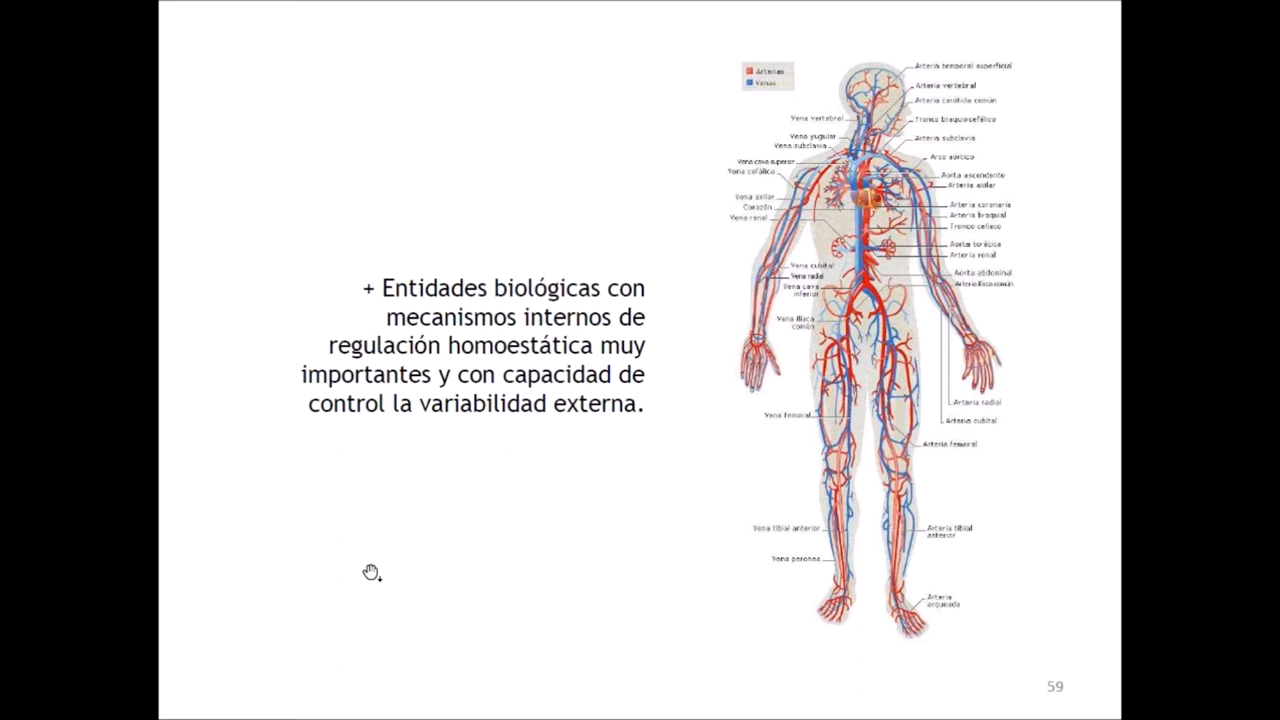 + Entidades biológicas con
mecanismos internos de
regulación homoestática muy
importantes y con capacidad de
control la variabilidad externa.
Arterias
Venas
Vena vertebral
Vena yugular
Vena subclavia
Vena cava superior
Vena cefálica
Vena axilar
Corazón
Vena renal
Vena cubital
Vena radal
Vena cava
inferior
Vena ilíaca
común
Vena femoral
Vena tibial anterior
Vena peronea
Arteria temporal superficial
Arteria vertebral
Arteria carótida común
Tronco braquiocefálico
Arteria subclavia
Arco aórtico
Aorta ascendente
Arteria axilar
Arteria coronaria
Arteria braquial
Tronco celíaco
Aorta torácica
Arteria renal
Aorta abdominal
Arteria ilíaca común
Arteria radial
Arteria cubital
Arteria femoral
Arteria tibial
anterior
Arteria
arqueada
59